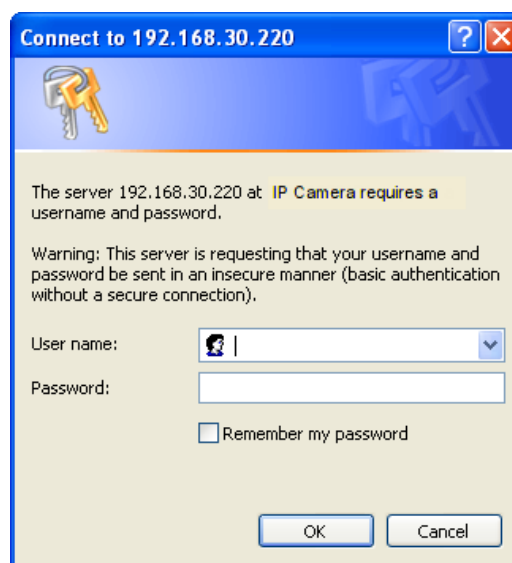 Connect to 192.168.30.220
The server 192.168.30.220 at IP Camera requires a
username and password.
Warning: This server is requesting that your username and
password be sent in an insecure manner (basic authentication
without a secure connection).
User name:
Password:
Remember my password
OK Cancel